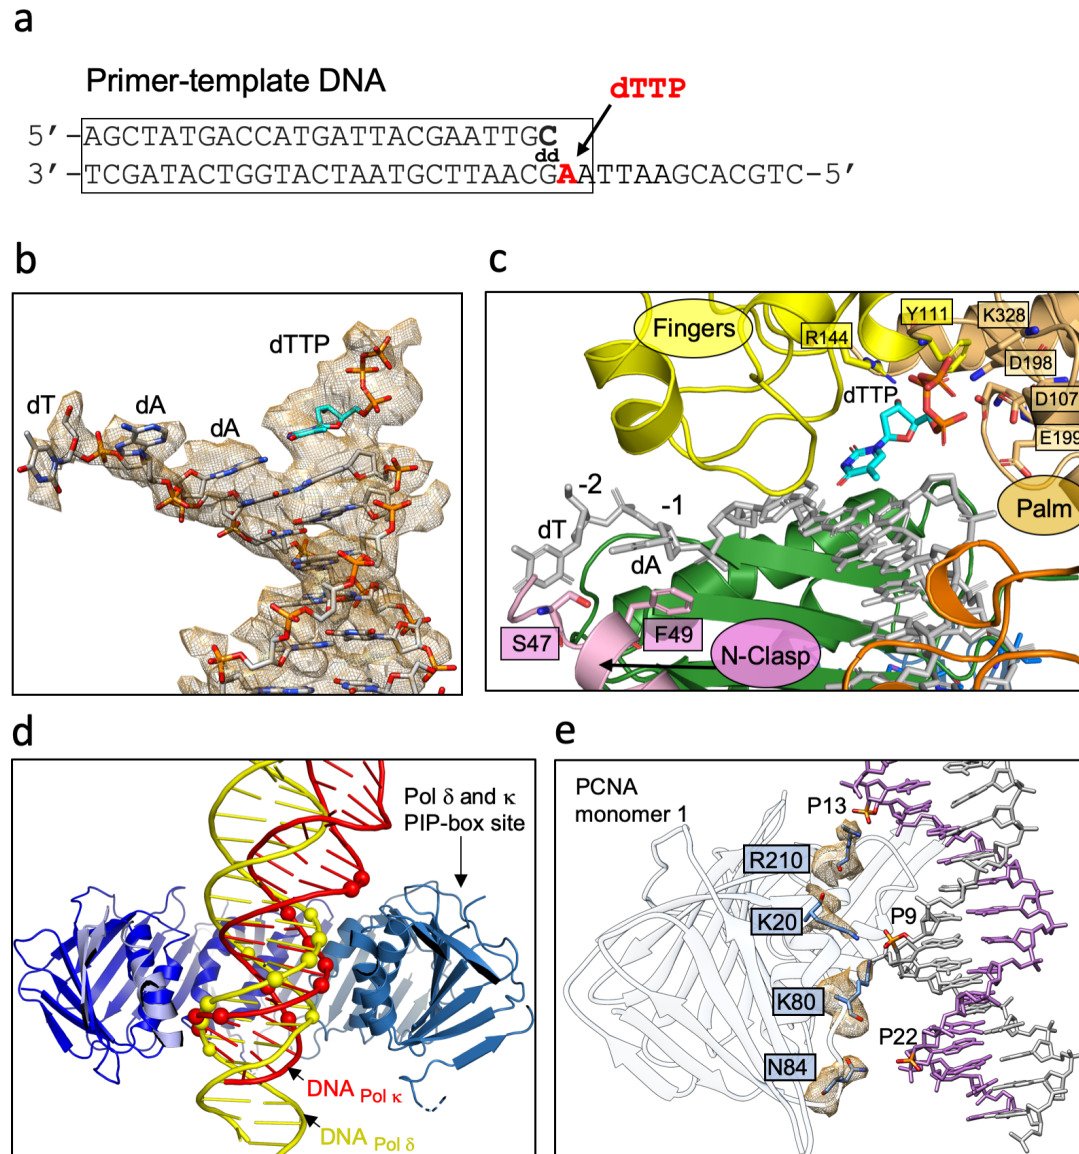 a
Primer-template DNA
dTTP
5′-AGCTATGACCATGATTACGAATTGC
dd
3′-TCGATACTGGTACTAATGCTTAACGAATTAAGCACGTC-5′
b
dTTP
dT
dA
dA
c
Fingers
R144
Y111
K328
D198
dTTP
D107
E199
Palm
-2
-1
dT
dA
S47
F49
N-Clasp
d
Pol δ and κ
PIP-box site
DNA Pol κ
DNA Pol δ
e
PCNA
monomer 1
P13
R210
K20
P9
K80
P22
N84